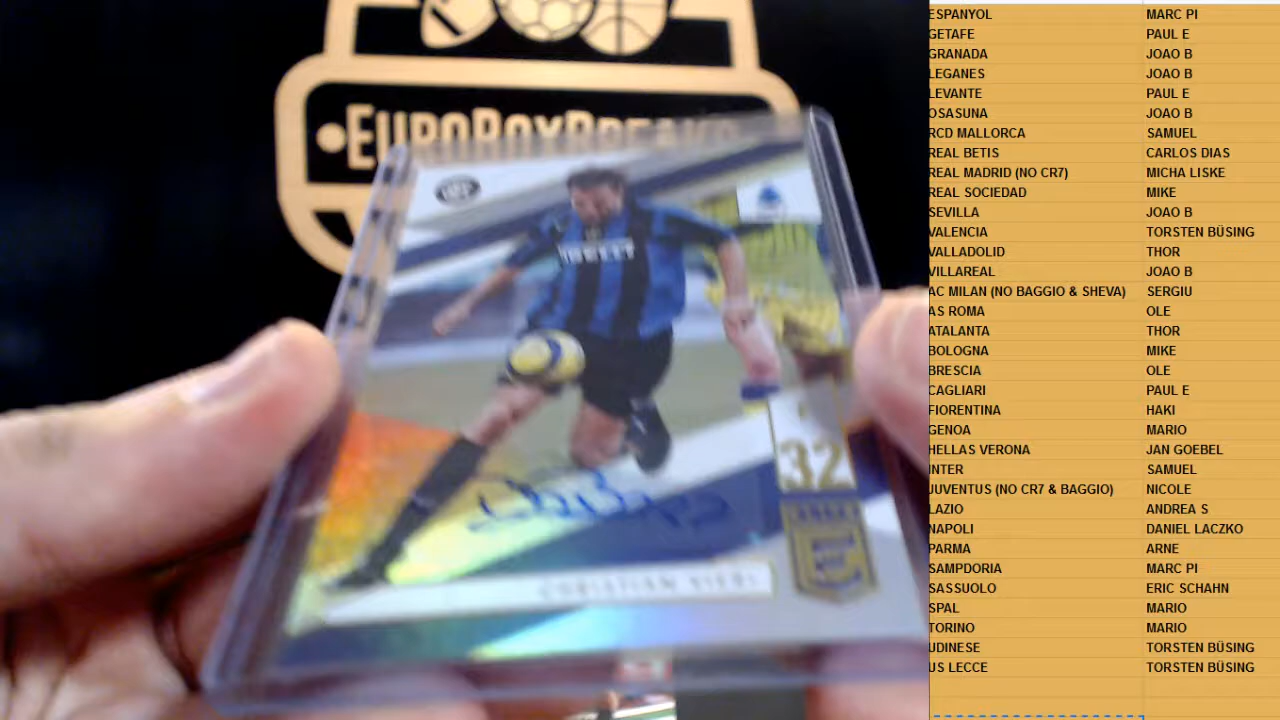 EUROBOXBREAKS
PIRELLI
32
CHRISTIAN VIERI
ESPANYOL MARC PI
GETAFE PAUL E
GRANADA JOAO B
LEGANES JOAO B
LEVANTE PAUL E
OSASUNA JOAO B
RCD MALLORCA SAMUEL
REAL BETIS CARLOS DIAS
REAL MADRID (NO CR7) MICHA LISKE
REAL SOCIEDAD MIKE
SEVILLA JOAO B
VALENCIA TORSTEN BÜSING
VALLADOLID THOR
VILLAREAL JOAO B
AC MILAN (NO BAGGIO & SHEVA) SERGIU
AS ROMA OLE
ATALANTA THOR
BOLOGNA MIKE
BRESCIA OLE
CAGLIARI PAUL E
FIORENTINA HAKI
GENOA MARIO
HELLAS VERONA JAN GOEBEL
INTER SAMUEL
JUVENTUS (NO CR7 & BAGGIO) NICOLE
LAZIO ANDREA S
NAPOLI DANIEL LACZKO
PARMA ARNE
SAMPDORIA MARC PI
SASSUOLO ERIC SCHAHN
SPAL MARIO
TORINO MARIO
UDINESE TORSTEN BÜSING
US LECCE TORSTEN BÜSING